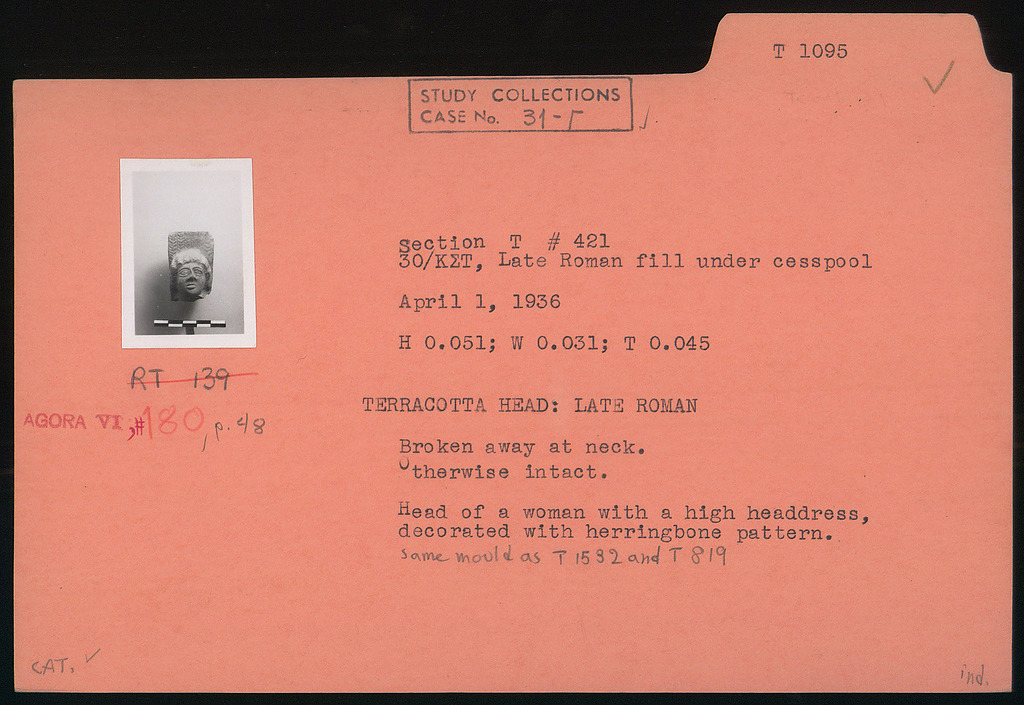 T 1095
STUDY COLLECTIONS
CASE No. 31-Γ
RT 139
AGORA VI, #180, p. 48
Section T # 421
30/ΚΣΤ, Late Roman fill under cesspool
April 1, 1936
H 0.051; W 0.031; T 0.045
TERRACOTTA HEAD: LATE ROMAN
Broken away at neck.
Otherwise intact.
Head of a woman with a high headdress,
decorated with herringbone pattern.
Same mould as T 1532 and T 819
CAT. ✓
ind.